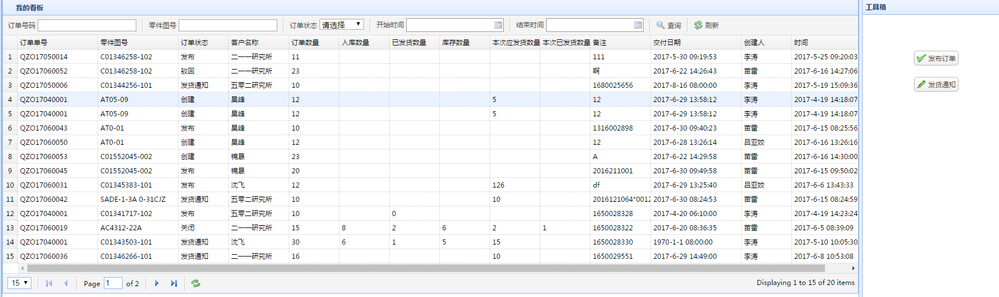 我的看板
工具箱
订单号码 零件图号 订单状态 请选择 开始时间 结束时间 查询 刷新
订单单号 零件图号 订单状态 客户名称 订单数量 入库数量 已发货数量 库存数量 本次应发货数量 本次已发货数量 备注 交付日期 创建人 时间
1 QZO17050014 C01346258-102 发布 二一一研究所 11 111 2017-5-30 09:19:53 李涛 2017-5-25 09:20:03
2 QZO17060052 C01346258-102 驳回 二一一研究所 23 啊 2017-6-22 14:26:43 苗雷 2017-6-16 14:27:06
3 QZO17050006 C01344256-101 发货通知 五零二研究所 10 1680025656 2017-8-16 08:00:00 李涛 2017-5-19 15:09:36
4 QZO17040001 AT05-09 创建 昊峰 12 5 12 2017-6-29 13:58:12 李涛 2017-4-19 14:18:07
5 QZO17040001 AT05-09 创建 昊峰 12 5 12 2017-6-29 13:58:12 李涛 2017-4-19 14:18:07
6 QZO17060043 AT0-01 发布 昊峰 10 1316002898 2017-6-30 09:40:23 苗雷 2017-6-15 08:25:56
7 QZO17060050 AT0-01 创建 昊峰 12 12 2017-6-28 13:26:14 吕亚姣 2017-6-16 13:26:16
8 QZO17060053 C01552045-002 创建 锦晟 23 A 2017-6-22 14:29:58 苗雷 2017-6-16 14:30:00
9 QZO17060045 C01552045-002 发布 锦晟 20 2016211001 2017-6-30 09:49:58 苗雷 2017-6-15 09:50:02
10 QZO17060031 C01345383-101 发布 沈飞 12 126 df 2017-6-29 13:25:40 吕亚姣 2017-6-6 13:43:33
11 QZO17060042 SADE-1-3A 0-31CJZ 发货通知 五零二研究所 10 10 2016121064*0012 2017-6-30 08:24:53 苗雷 2017-6-15 08:24:59
12 QZO17040001 C01341717-102 发布 五零二研究所 10 0 1650028328 2017-4-20 06:10:00 李涛 2017-4-19 14:23:24
13 QZO17060019 AC4312-22A 关闭 二一一研究所 15 8 2 6 2 1 1650028322 2017-6-20 08:36:35 苗雷 2017-6-5 08:39:09
14 QZO17040001 C01343503-101 发货通知 沈飞 30 6 1 5 15 1650028330 1970-1-1 08:00:00 李涛 2017-5-10 10:05:30
15 QZO17060036 C01346266-101 发货通知 二一一研究所 16 10 1650029551 2017-6-29 14:49:00 李涛 2017-6-8 10:53:08
15 Page 1 of 2 Displaying 1 to 15 of 20 items
发布订单
发货通知